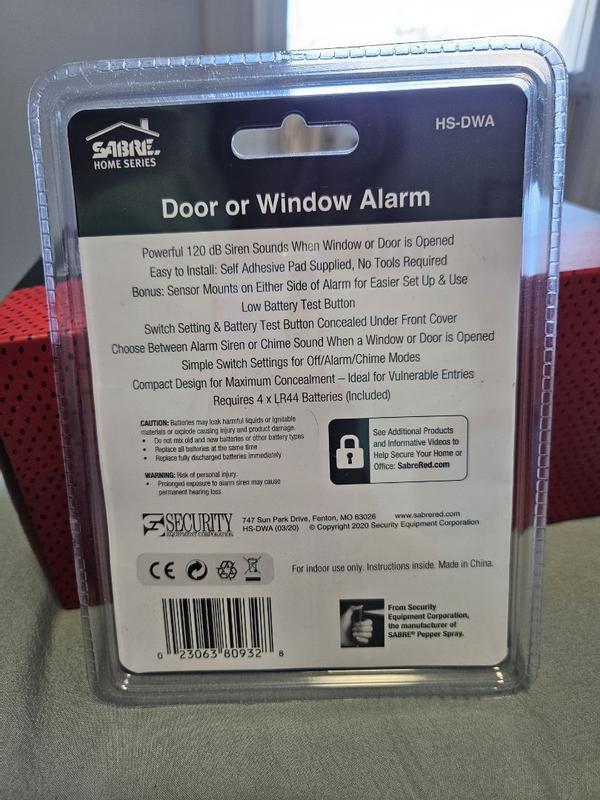 SABRE.
HOME SERIES
HS-DWA
Door or Window Alarm
Powerful 120 dB Siren Sounds When Window or Door is Opened
Easy to Install: Self Adhesive Pad Supplied, No Tools Required
Bonus: Sensor Mounts on Either Side of Alarm for Easier Set Up & Use
Low Battery Test Button
Switch Setting & Battery Test Button Concealed Under Front Cover
Choose Between Alarm Siren or Chime Sound When a Window or Door is Opened
Simple Switch Settings for Off/Alarm/Chime Modes
Compact Design for Maximum Concealment – Ideal for Vulnerable Entries
Requires 4 x LR44 Batteries (Included)
CAUTION: Batteries may leak harmful liquids or ignitable
materials or explode causing injury and product damage.
• Do not mix old and new batteries or other battery types
• Replace all batteries at the same time
• Replace fully discharged batteries immediately
WARNING: Risk of personal injury.
• Prolonged exposure to alarm siren may cause
permanent hearing loss
See Additional Products
and Informative Videos to
Help Secure Your Home or
Office: SabreRed.com
SECURITY
EQUIPMENT CORPORATION
747 Sun Park Drive, Fenton, MO 63026 www.sabrered.com
HS-DWA (03/20) © Copyright 2020 Security Equipment Corporation
CE
For indoor use only. Instructions inside. Made in China.
0 23063 80932 8
From Security
Equipment Corporation,
the manufacturer of
SABRE® Pepper Spray.